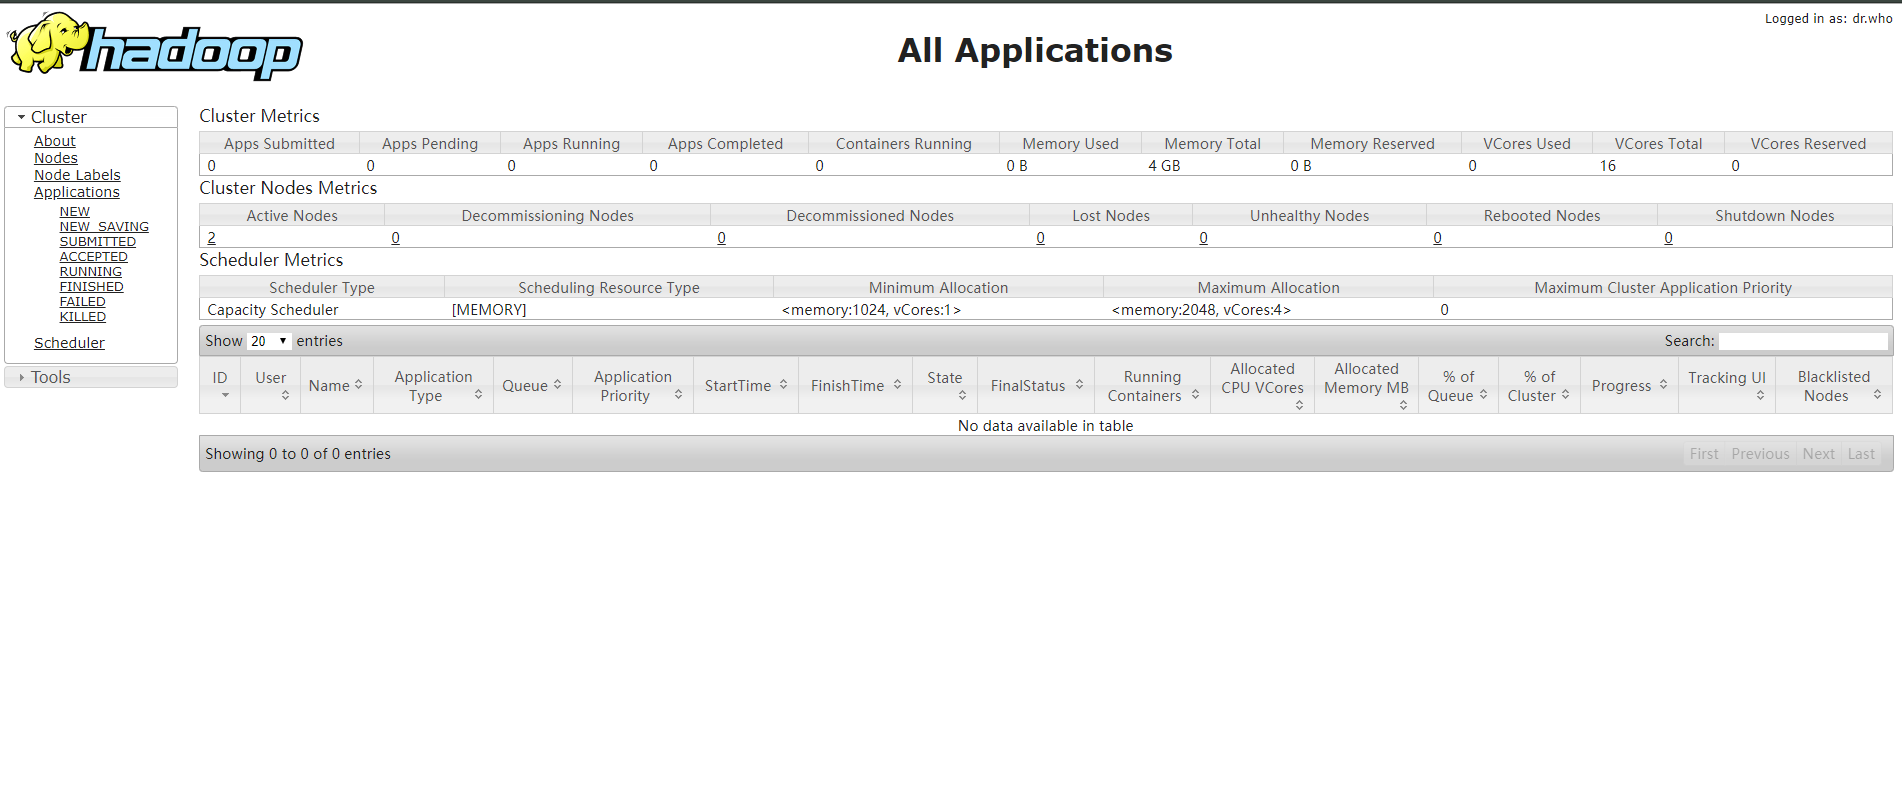 Logged in as: dr.who
hadoop
All Applications
Cluster
About
Nodes
Node Labels
Applications
NEW
NEW_SAVING
SUBMITTED
ACCEPTED
RUNNING
FINISHED
FAILED
KILLED
Scheduler
Tools
Cluster Metrics
Apps Submitted Apps Pending Apps Running Apps Completed Containers Running Memory Used Memory Total Memory Reserved VCores Used VCores Total VCores Reserved
0 0 0 0 0 0 B 4 GB 0 B 0 16 0
Cluster Nodes Metrics
Active Nodes Decommissioning Nodes Decommissioned Nodes Lost Nodes Unhealthy Nodes Rebooted Nodes Shutdown Nodes
2 0 0 0 0 0 0
Scheduler Metrics
Scheduler Type Scheduling Resource Type Minimum Allocation Maximum Allocation Maximum Cluster Application Priority
Capacity Scheduler [MEMORY] <memory:1024, vCores:1> <memory:2048, vCores:4> 0
Show 20 entries Search:
ID User Name Application Type Queue Application Priority StartTime FinishTime State FinalStatus Running Containers Allocated CPU VCores Allocated Memory MB % of Queue % of Cluster Progress Tracking UI Blacklisted Nodes
No data available in table
Showing 0 to 0 of 0 entries First Previous Next Last